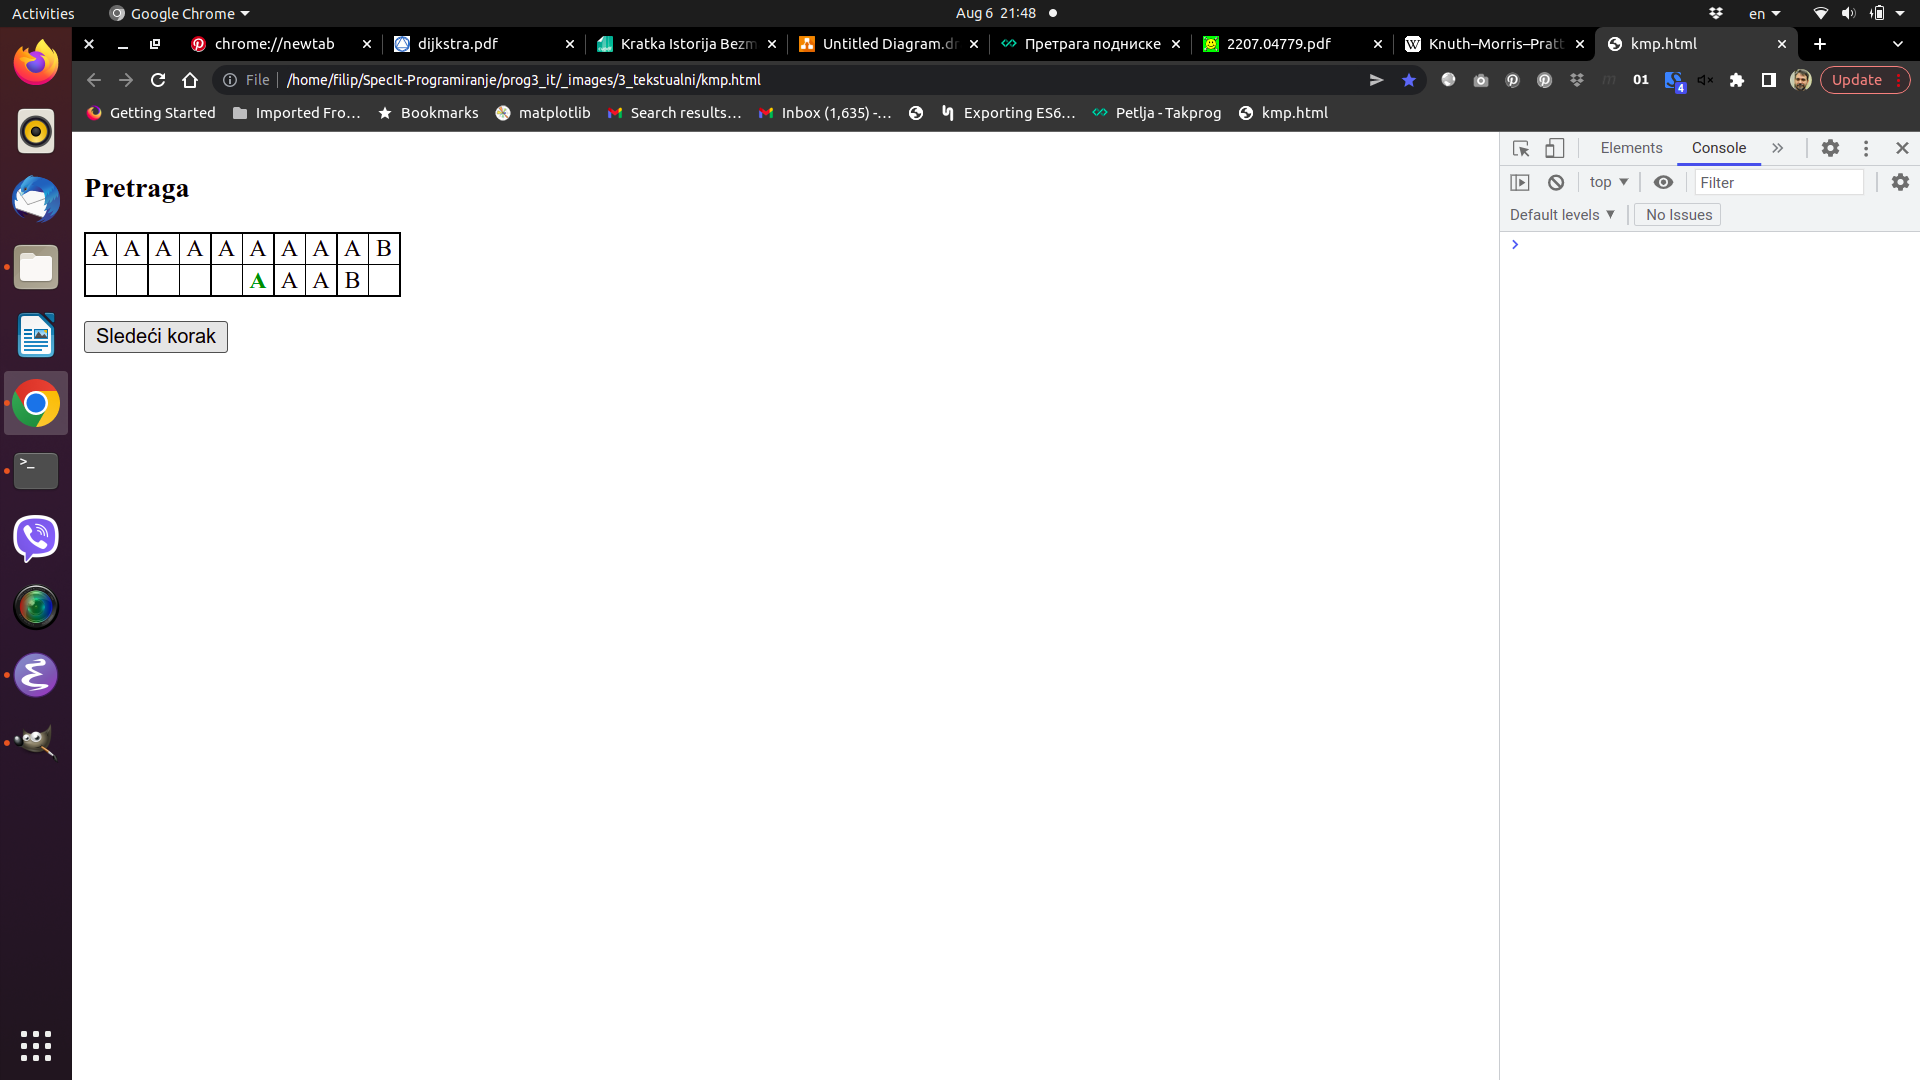 Activities Google Chrome Aug 6 21:48 en
chrome://newtab dijkstra.pdf Kratka Istorija Bezm Untitled Diagram.dr Претрага подниске 2207.04779.pdf Knuth–Morris–Pratt kmp.html
File /home/filip/SpecIt-Programiranje/prog3_it/_images/3_tekstualni/kmp.html 01 4 Update
Getting Started Imported Fro… Bookmarks matplotlib Search results… Inbox (1,635) -… Exporting ES6… Petlja - Takprog kmp.html
Elements Console
top Filter
Default levels No Issues
Pretraga
A A A A A A A A A B
A A A B
Sledeći korak